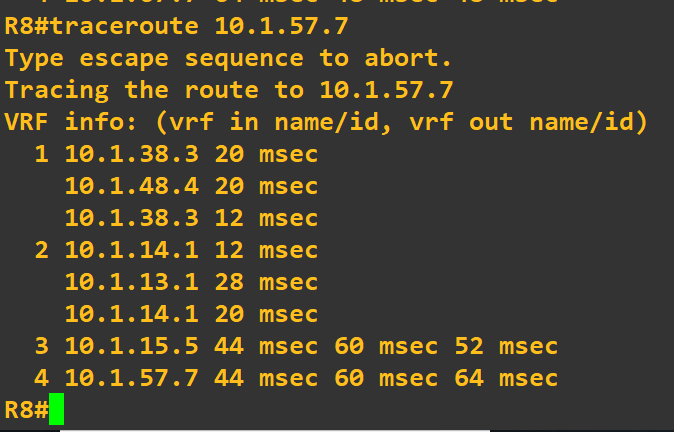 R8#traceroute 10.1.57.7
Type escape sequence to abort.
Tracing the route to 10.1.57.7
VRF info: (vrf in name/id, vrf out name/id)
  1 10.1.38.3 20 msec
    10.1.48.4 20 msec
    10.1.38.3 12 msec
  2 10.1.14.1 12 msec
    10.1.13.1 28 msec
    10.1.14.1 20 msec
  3 10.1.15.5 44 msec 60 msec 52 msec
  4 10.1.57.7 44 msec 60 msec 64 msec
R8#